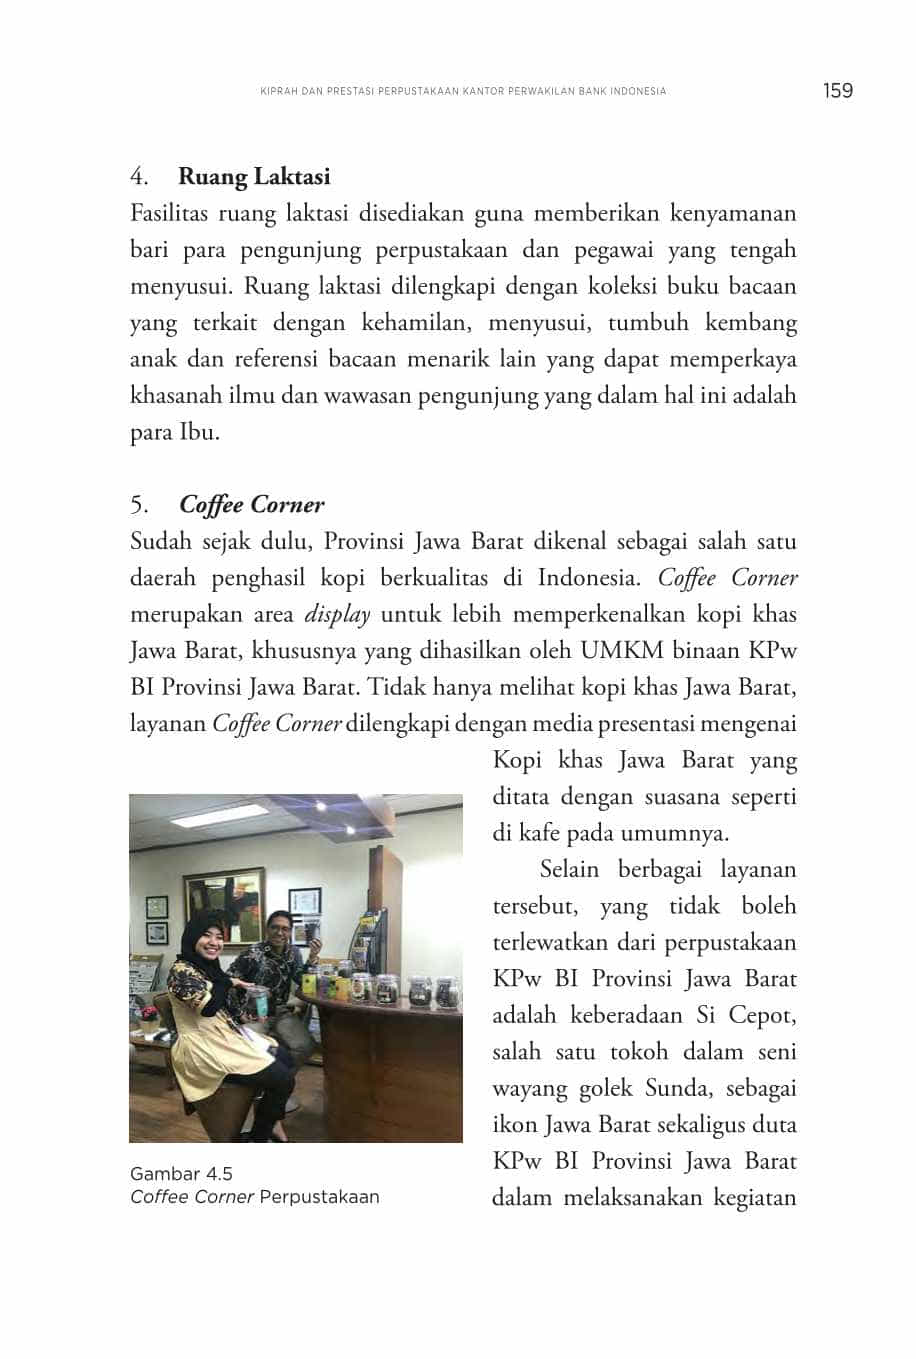 KIPRAH DAN PRESTASI PERPUSTAKAAN KANTOR PERWAKILAN BANK INDONESIA
159
4. Ruang Laktasi
Fasilitas ruang laktasi disediakan guna memberikan kenyamanan
bari para pengunjung perpustakaan dan pegawai yang tengah
menyusui. Ruang laktasi dilengkapi dengan koleksi buku bacaan
yang terkait dengan kehamilan, menyusui, tumbuh kembang
anak dan referensi bacaan menarik lain yang dapat memperkaya
khasanah ilmu dan wawasan pengunjung yang dalam hal ini adalah
para Ibu.
5. Coffee Corner
Sudah sejak dulu, Provinsi Jawa Barat dikenal sebagai salah satu
daerah penghasil kopi berkualitas di Indonesia. Coffee Corner
merupakan area display untuk lebih memperkenalkan kopi khas
Jawa Barat, khususnya yang dihasilkan oleh UMKM binaan KPw
BI Provinsi Jawa Barat. Tidak hanya melihat kopi khas Jawa Barat,
layanan Coffee Corner dilengkapi dengan media presentasi mengenai
Kopi khas Jawa Barat yang
ditata dengan suasana seperti
di kafe pada umumnya.
Selain berbagai layanan
tersebut, yang tidak boleh
terlewatkan dari perpustakaan
KPw BI Provinsi Jawa Barat
adalah keberadaan Si Cepot,
salah satu tokoh dalam seni
wayang golek Sunda, sebagai
ikon Jawa Barat sekaligus duta
KPw BI Provinsi Jawa Barat
dalam melaksanakan kegiatan
Gambar 4.5
Coffee Corner Perpustakaan